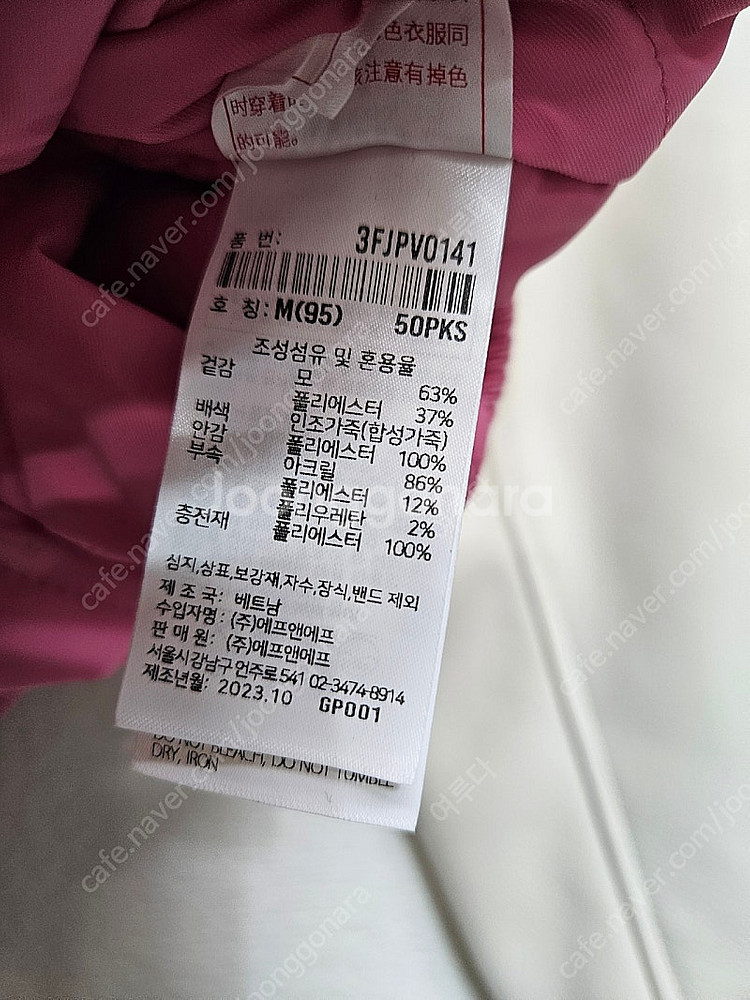 色衣服同
注意有掉色
时穿着
的可能。
품 번: 3FJPV0141
호 칭: M(95) 50PKS
조성섬유 및 혼용율
겉감 모 63%
폴리에스터 37%
배색 인조가죽(합성가죽)
안감 폴리에스터 100%
부속 아크릴 86%
폴리에스터 12%
폴리우레탄 2%
충전재 폴리에스터 100%
심지,상표,보강재,자수,장식,밴드 제외
제 조 국: 베트남
수입자명: (주)에프앤에프
판 매 원: (주)에프앤에프
서울시강남구언주로541 02-3474-8914
제조년월: 2023.10 GP001
DO NOT BLEACH, DO NOT TUMBLE
DRY, IRON
Joonggonara
cafe.naver.com/joonggonara
여루다